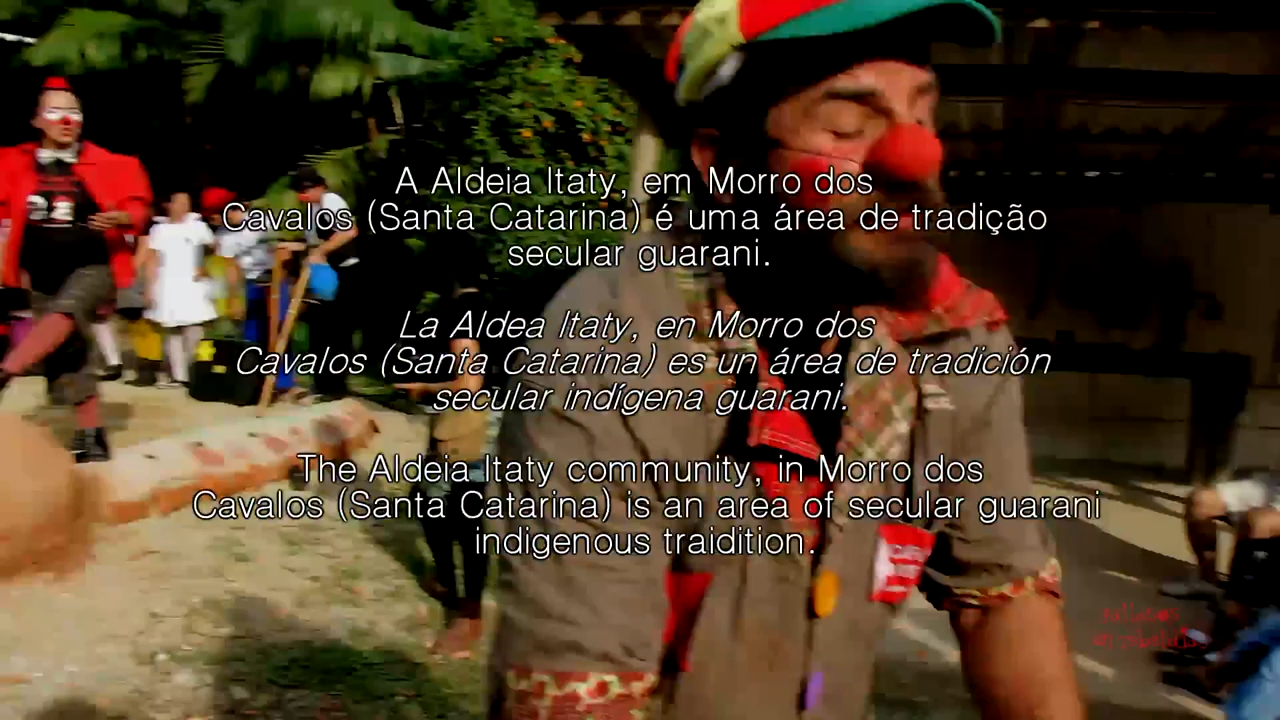 A Aldeia Itaty, em Morro dos
Cavalos (Santa Catarina) é uma área de tradição
secular guarani.
La Aldea Itaty, en Morro dos
Cavalos (Santa Catarina) es un área de tradición
secular indígena guarani.
The Aldeia Itaty community, in Morro dos
Cavalos (Santa Catarina) is an area of secular guarani
indigenous traidition.